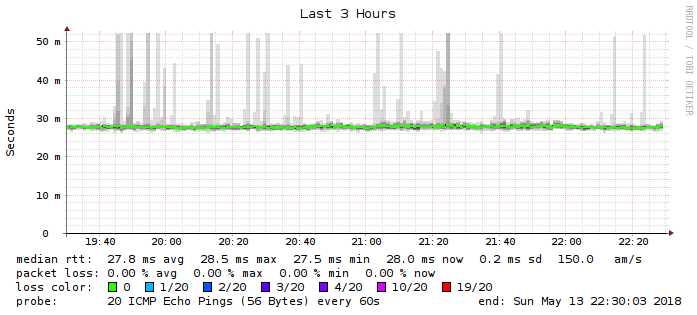 Last 3 Hours
RRDTOOL / TOBI OETIKER
Seconds
50 m
40 m
30 m
20 m
10 m
0
19:40 20:00 20:20 20:40 21:00 21:20 21:40 22:00 22:20
median rtt: 27.8 ms avg 28.5 ms max 27.5 ms min 28.0 ms now 0.2 ms sd 150.0 am/s
packet loss: 0.00 % avg 0.00 % max 0.00 % min 0.00 % now
loss color: 0 1/20 2/20 3/20 4/20 10/20 19/20
probe: 20 ICMP Echo Pings (56 Bytes) every 60s end: Sun May 13 22:30:03 2018